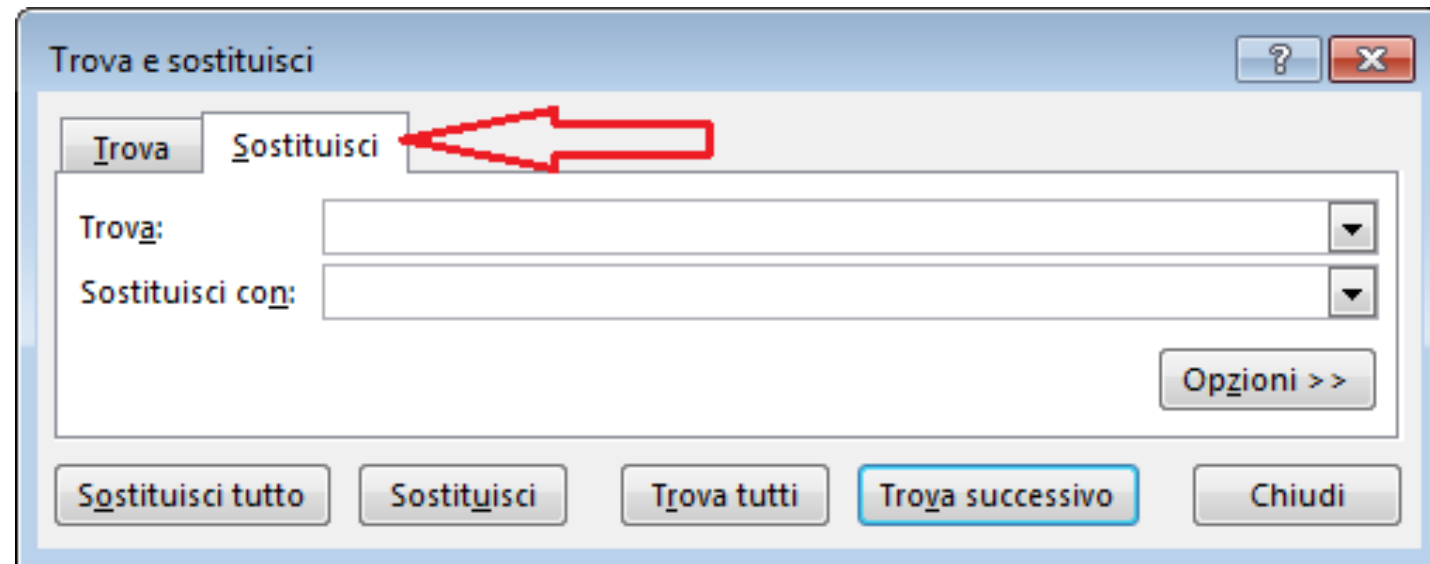 Trova e sostituisci
Trova Sostituisci
Trova:
Sostituisci con:
Opzioni >>
Sostituisci tutto Sostituisci Trova tutti Trova successivo Chiudi